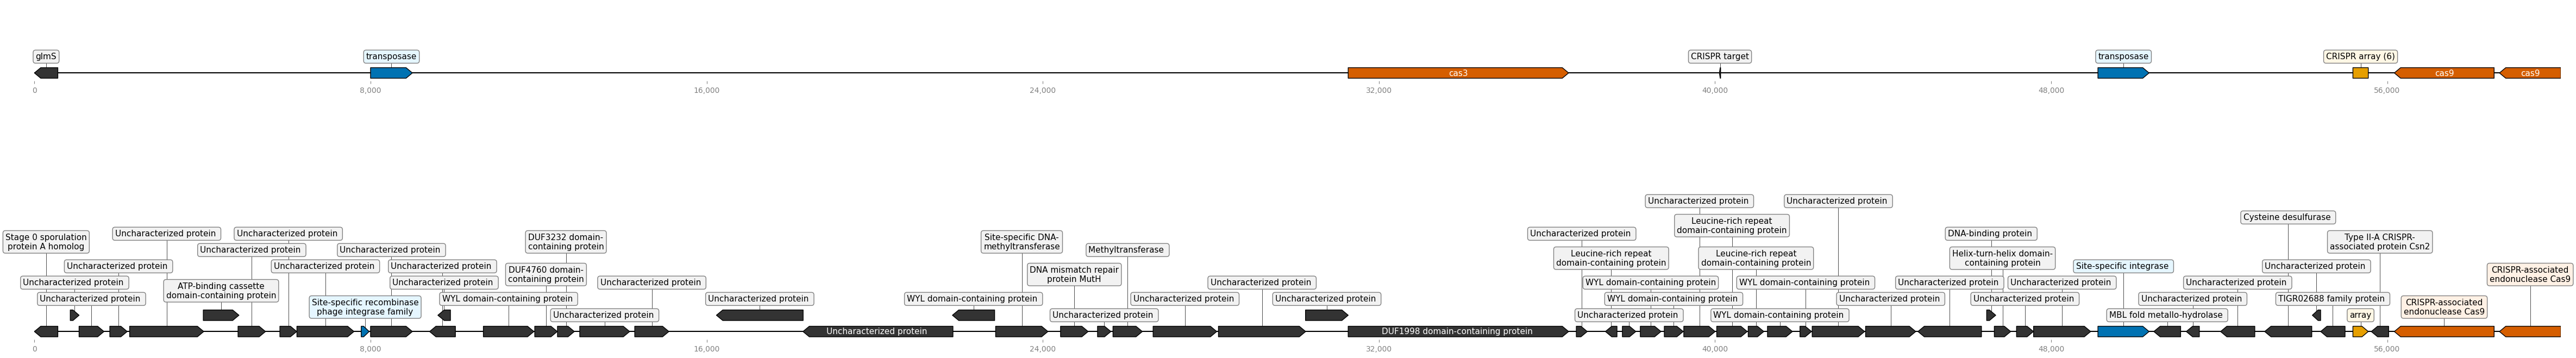 glmS
transposase
cas3
CRISPR target
transposase
CRISPR array (6)
cas9
cas9
0
8,000
16,000
24,000
32,000
40,000
48,000
56,000
Uncharacterized protein
Uncharacterized protein
Leucine-rich repeat
domain-containing protein
Cysteine desulfurase
Stage 0 sporulation
protein A homolog
Uncharacterized protein
Uncharacterized protein
DUF3232 domain-
containing protein
Site-specific DNA-
methyltransferase
Uncharacterized protein
DNA-binding protein
Type II-A CRISPR-
associated protein Csn2
Uncharacterized protein
Uncharacterized protein
Methyltransferase
Leucine-rich repeat
domain-containing protein
Leucine-rich repeat
domain-containing protein
Helix-turn-helix domain-
containing protein
Uncharacterized protein
Uncharacterized protein
Uncharacterized protein
DUF4760 domain-
containing protein
DNA mismatch repair
protein MutH
Site-specific integrase
Uncharacterized protein
CRISPR-associated
endonuclease Cas9
Uncharacterized protein
ATP-binding cassette
domain-containing protein
Uncharacterized protein
Uncharacterized protein
Uncharacterized protein
WYL domain-containing protein
WYL domain-containing protein
Uncharacterized protein
Uncharacterized protein
Uncharacterized protein
Uncharacterized protein
Site-specific recombinase
phage integrase family
WYL domain-containing protein
Uncharacterized protein
WYL domain-containing protein
Uncharacterized protein
Uncharacterized protein
WYL domain-containing protein
Uncharacterized protein
Uncharacterized protein
Uncharacterized protein
TIGR02688 family protein
CRISPR-associated
endonuclease Cas9
Uncharacterized protein
Uncharacterized protein
Uncharacterized protein
WYL domain-containing protein
MBL fold metallo-hydrolase
array
Uncharacterized protein
DUF1998 domain-containing protein
0
8,000
16,000
24,000
32,000
40,000
48,000
56,000